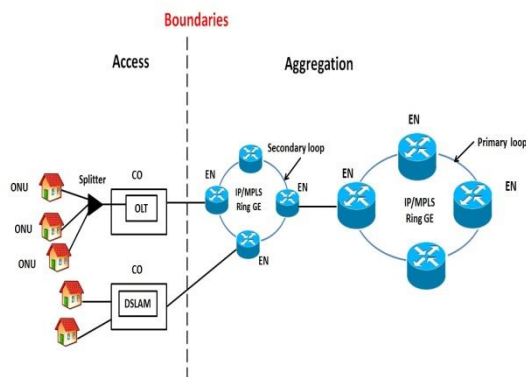 Boundaries
Access
Aggregation
EN
Primary loop
Secondary loop
CO
Splitter
ONU
EN
EN
EN
EN
OLT
IP/MPLS
Ring GE
IP/MPLS
Ring GE
ONU
ONU
EN
CO
DSLAM